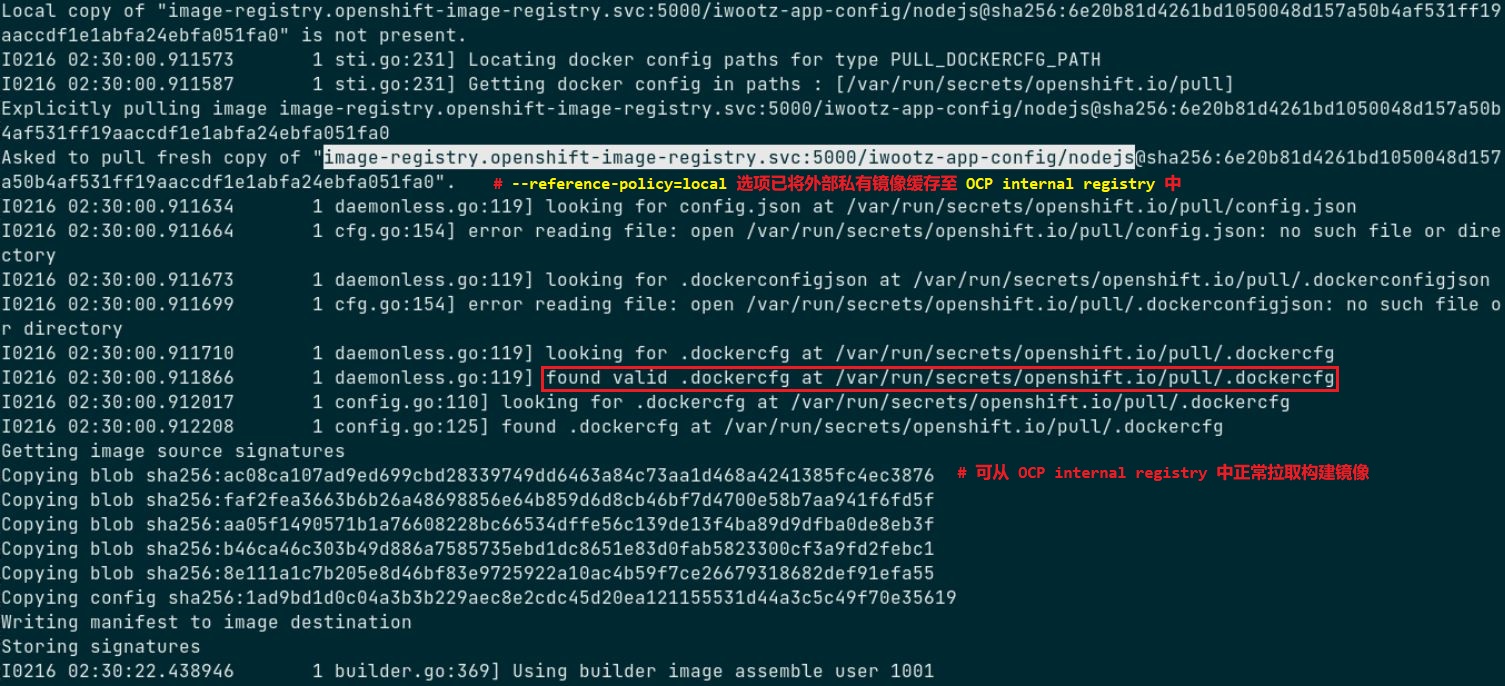 Local copy of "image-registry.openshift-image-registry.svc:5000/iwootz-app-config/nodejs@sha256:6e20b81d4261bd1050048d157a50b4af531ff19
aaccdf1e1abfa24ebfa051fa0" is not present.
I0216 02:30:00.911573       1 sti.go:231] Locating docker config paths for type PULL_DOCKERCFG_PATH
I0216 02:30:00.911587       1 sti.go:231] Getting docker config in paths : [/var/run/secrets/openshift.io/pull]
Explicitly pulling image image-registry.openshift-image-registry.svc:5000/iwootz-app-config/nodejs@sha256:6e20b81d4261bd1050048d157a50b
4af531ff19aaccdf1e1abfa24ebfa051fa0
Asked to pull fresh copy of "image-registry.openshift-image-registry.svc:5000/iwootz-app-config/nodejs@sha256:6e20b81d4261bd1050048d157
a50b4af531ff19aaccdf1e1abfa24ebfa051fa0".    # --reference-policy=local 选项已将外部私有镜像缓存至 OCP internal registry 中
I0216 02:30:00.911634       1 daemonless.go:119] looking for config.json at /var/run/secrets/openshift.io/pull/config.json
I0216 02:30:00.911664       1 cfg.go:154] error reading file: open /var/run/secrets/openshift.io/pull/config.json: no such file or dire
ctory
I0216 02:30:00.911673       1 daemonless.go:119] looking for .dockerconfigjson at /var/run/secrets/openshift.io/pull/.dockerconfigjson
I0216 02:30:00.911699       1 cfg.go:154] error reading file: open /var/run/secrets/openshift.io/pull/.dockerconfigjson: no such file o
r directory
I0216 02:30:00.911710       1 daemonless.go:119] looking for .dockercfg at /var/run/secrets/openshift.io/pull/.dockercfg
I0216 02:30:00.911866       1 daemonless.go:119] found valid .dockercfg at /var/run/secrets/openshift.io/pull/.dockercfg
I0216 02:30:00.912017       1 config.go:110] looking for .dockercfg at /var/run/secrets/openshift.io/pull/.dockercfg
I0216 02:30:00.912208       1 config.go:125] found .dockercfg at /var/run/secrets/openshift.io/pull/.dockercfg
Getting image source signatures
Copying blob sha256:ac08ca107ad9ed699cbd28339749dd6463a84c73aa1d468a4241385fc4ec3876  # 可从 OCP internal registry 中正常拉取构建镜像
Copying blob sha256:faf2fea3663b6b26a48698856e64b859d6d8cb46bf7d4700e58b7aa941f6fd5f
Copying blob sha256:aa05f1490571b1a76608228bc66534dffe56c139de13f4ba89d9dfba0de8eb3f
Copying blob sha256:b46ca46c303b49d886a7585735ebd1dc8651e83d0fab5823300cf3a9fd2febc1
Copying blob sha256:8e111a1c7b205e8d46bf83e9725922a10ac4b59f7ce26679318682def91efa55
Copying config sha256:1ad9bd1d0c04a3b3b229aec8e2cdc45d20ea121155531d44a3c5c49f70e35619
Writing manifest to image destination
Storing signatures
I0216 02:30:22.438946       1 builder.go:369] Using builder image assemble user 1001